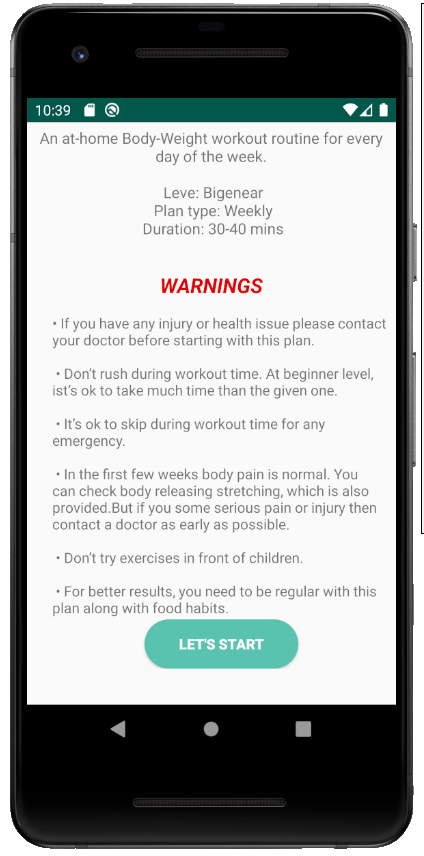 10:39
An at-home Body-Weight workout routine for every
day of the week.
Leve: Bigenear
Plan type: Weekly
Duration: 30-40 mins
WARNINGS
• If you have any injury or health issue please contact
your doctor before starting with this plan.
• Don't rush during workout time. At beginner level,
ist's ok to take much time than the given one.
• It's ok to skip during workout time for any
emergency.
• In the first few weeks body pain is normal. You
can check body releasing stretching, which is also
provided.But if you some serious pain or injury then
contact a doctor as early as possible.
• Don't try exercises in front of children.
• For better results, you need to be regular with this
plan along with food habits.
LET'S START